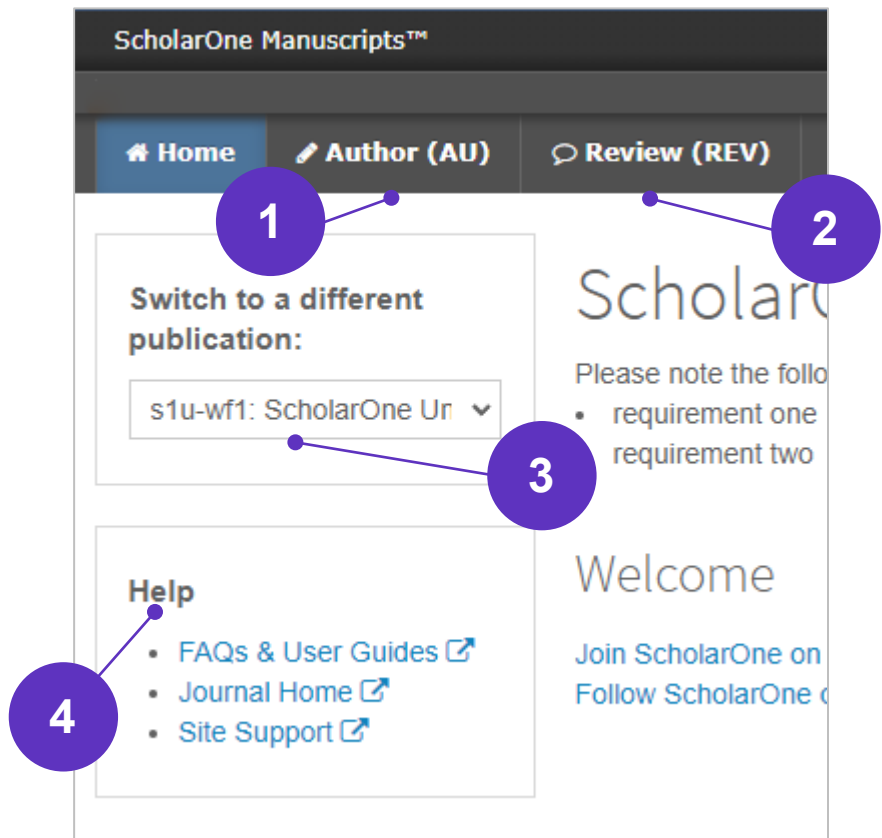 ScholarOne Manuscripts™
Home
Author (AU)
Review (REV)
1
2
Switch to a different
publication:
s1u-wf1: ScholarOne Un
3
Scholar
Please note the follo
• requirement one
requirement two
Help
• FAQs & User Guides
• Journal Home
• Site Support
4
Welcome
Join ScholarOne on
Follow ScholarOne